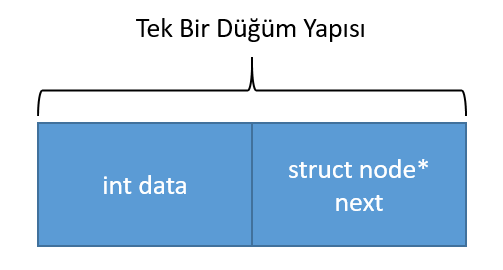 Tek Bir Düğüm Yapısı
int data
struct node*
next